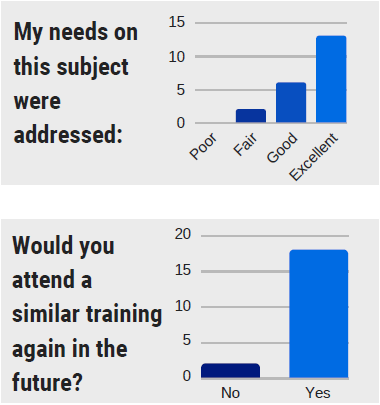 My needs on
this subject
were
addressed:
15
10
5
0
Poor
Fair
Good
Excellent
Would you
attend a
similar training
again in the
future?
20
15
10
5
0
No Yes